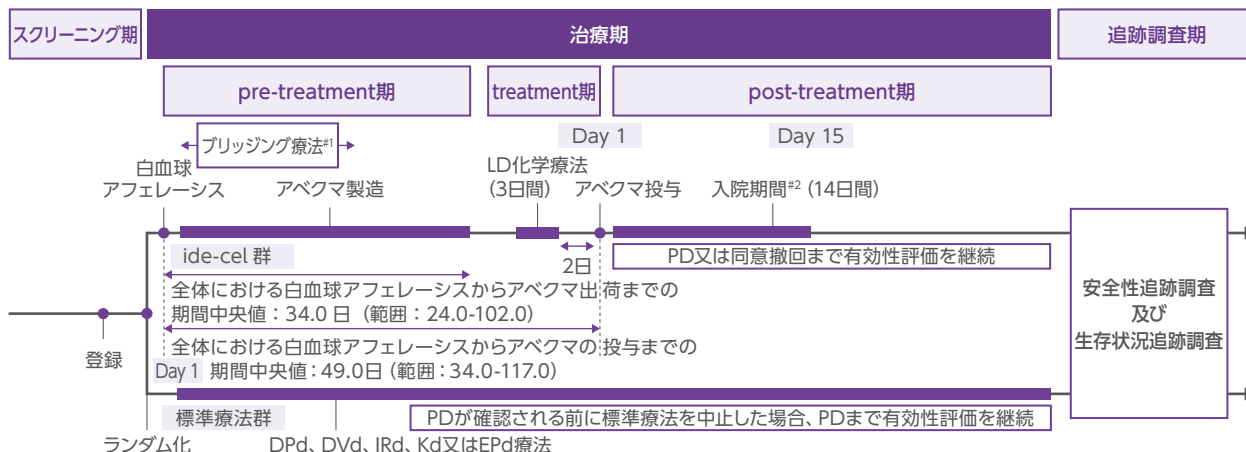 スクリーニング期
治療期
追跡調査期
pre-treatment期
treatment期
post-treatment期
ブリッジング療法#1
Day 1
Day 15
白血球
アフェレーシス
アベクマ製造
LD化学療法
(3日間)
アベクマ投与
入院期間#2 (14日間)
ide-cel 群
2日
PD又は同意撤回まで有効性評価を継続
全体における白血球アフェレーシスからアベクマ出荷までの
期間中央値：34.0 日（範囲：24.0-102.0）
登録
全体における白血球アフェレーシスからアベクマの投与までの
Day 1 期間中央値：49.0日（範囲：34.0-117.0）
安全性追跡調査
及び
生存状況追跡調査
標準療法群
PDが確認される前に標準療法を中止した場合、PDまで有効性評価を継続
ランダム化
DPd、DVd、IRd、Kd又はEPd療法